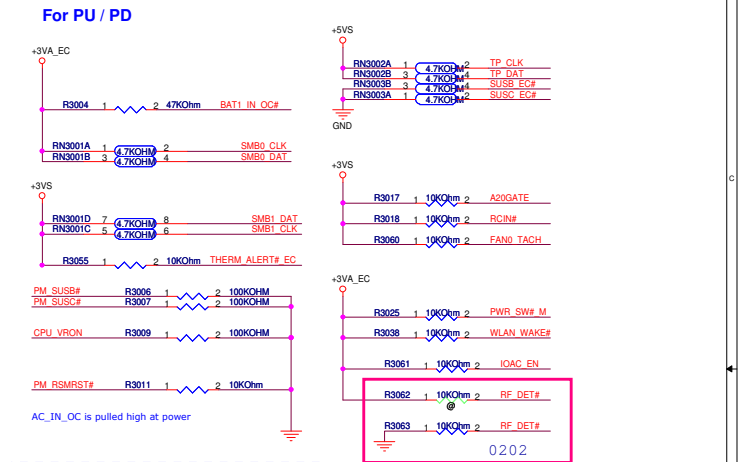 For PU / PD
+3VA_EC
R3004 1 2 47KOhm BAT1_IN_OC#
RN3001A 1 4.7KOHM 2 SMB0_CLK
RN3001B 3 4.7KOHM 4 SMB0_DAT
+3VS
RN3001D 7 4.7KOHM 8 SMB1_DAT
RN3001C 5 4.7KOHM 6 SMB1_CLK
R3055 1 2 10KOhm THERM_ALERT#_EC
PM_SUSB# R3006 1 2 100KOHM
PM_SUSC# R3007 1 2 100KOHM
CPU_VRON R3009 1 2 100KOHM
PM_RSMRST# R3011 1 2 10KOhm
AC_IN_OC is pulled high at power
+5VS
RN3002A 1 4.7KOHM 2 TP_CLK
RN3002B 3 4.7KOHM 4 TP_DAT
RN3003B 3 4.7KOHM 4 SUSB_EC#
RN3003A 1 4.7KOHM 2 SUSC_EC#
GND
+3VS
R3017 1 10KOhm 2 A20GATE
R3018 1 10KOhm 2 RCIN#
R3060 1 10KOhm 2 FAN0_TACH
+3VA_EC
R3025 1 10KOhm 2 PWR_SW#_M
R3038 1 10KOhm 2 WLAN_WAKE#
R3061 1 10KOhm 2 IOAC_EN
R3062 1 10KOhm 2 RF_DET#
@
R3063 1 10KOhm 2 RF_DET#
0202
C